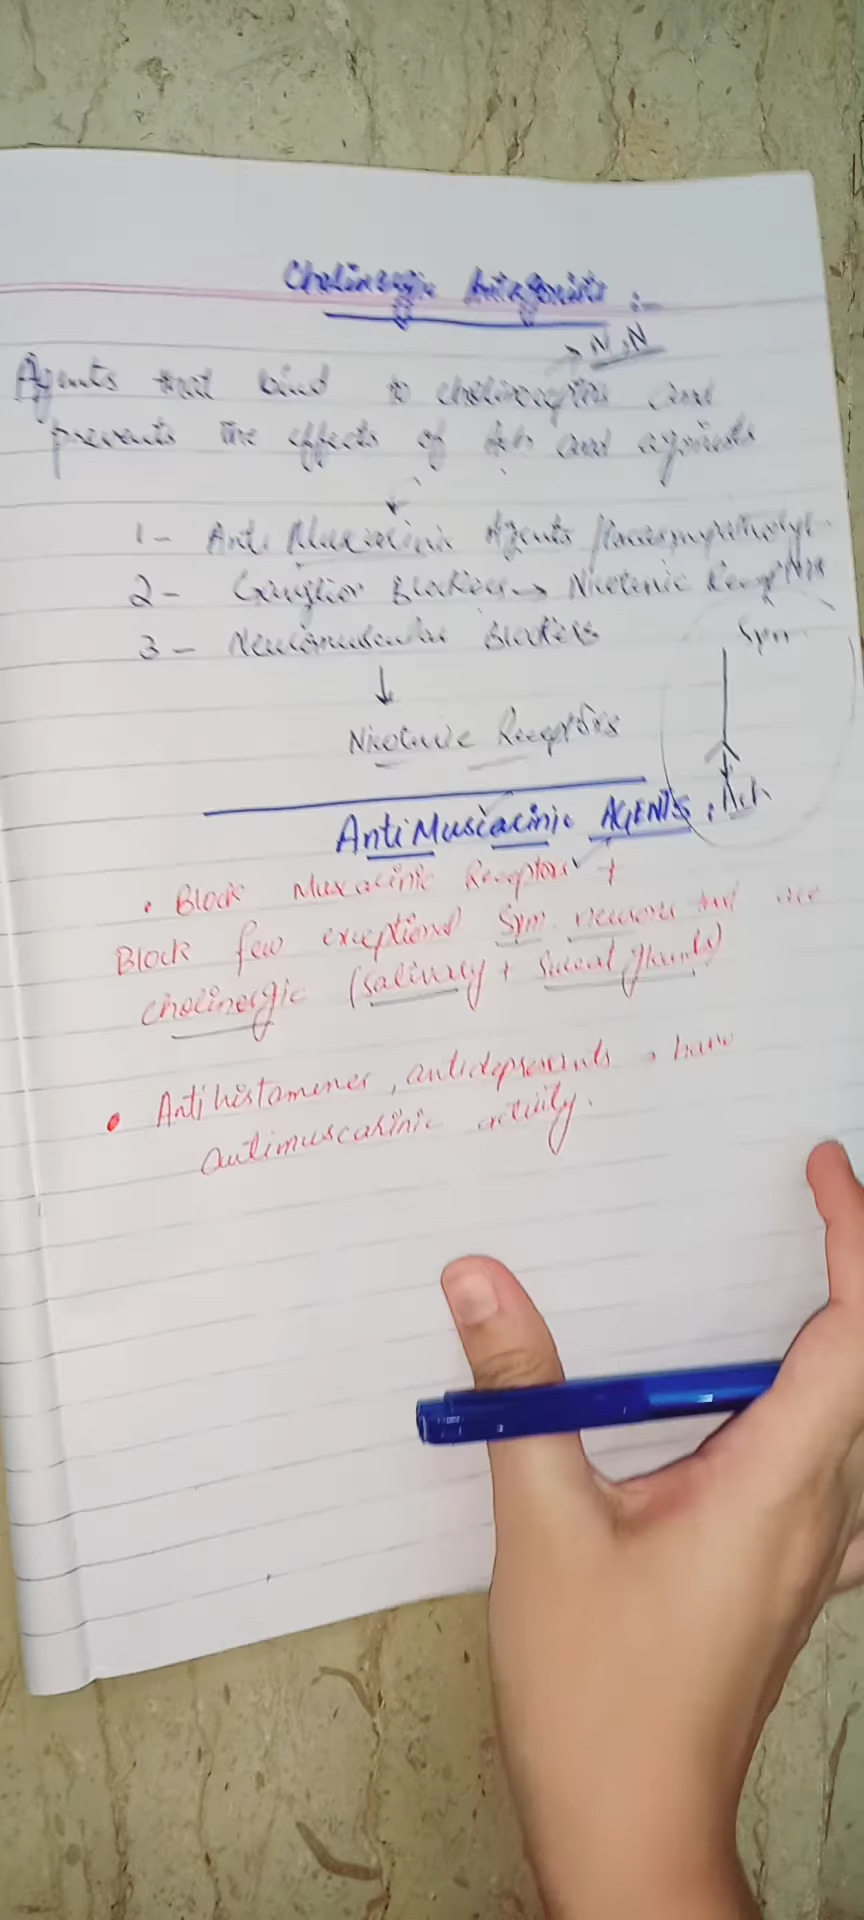 Cholinergic Antagonists :-
→ N, N
Agents that bind to cholinoceptors and
prevents the effects of Ach and agonists
1- Anti Muscarinic Agents /Parasympatholyt-
2- Ganglion Blockers → Nicotinic Receptors
3- Neuromuscular Blockers
Sym
↓
Nicotinic Receptors
Ach
AntiMuscarinic AGENTS
• Block Muscarinic Receptors +
Block few exceptional Sym neurons that are
cholinergic (salivary + Sweat glands)
• Antihistamines, antidepressants, have
antimuscarinic activity.